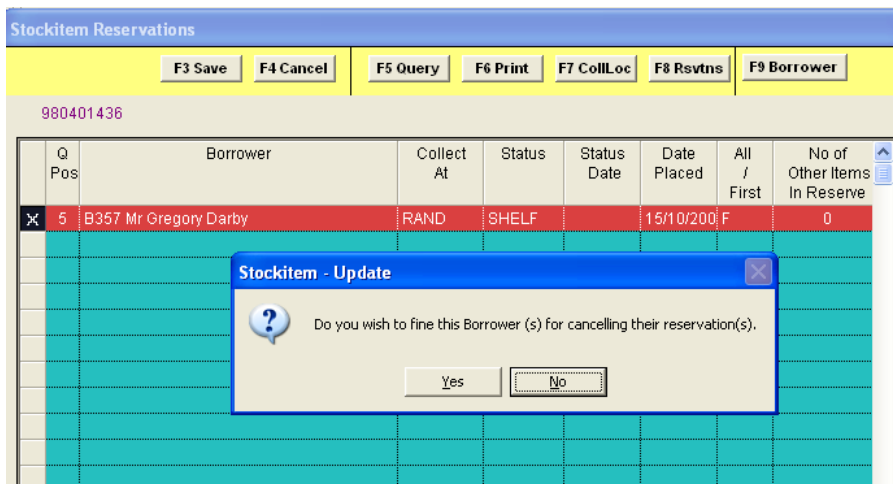 Stockitem Reservations
F3 Save F4 Cancel F5 Query F6 Print F7 CollLoc F8 Rsvtns F9 Borrower
980401436
Q Pos Borrower Collect At Status Status Date Date Placed All / First No of Other Items In Reserve
X 5 B357 Mr Gregory Darby RAND SHELF 15/10/200 F 0
Stockitem - Update
Do you wish to fine this Borrower (s) for cancelling their reservation(s).
Yes No